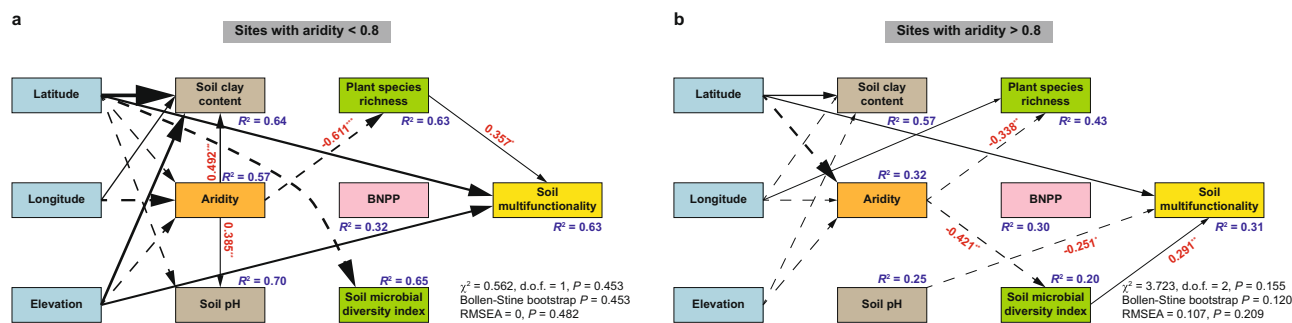 a
Sites with aridity < 0.8
Latitude
Soil clay
content
Plant species
richness
R² = 0.64
R² = 0.63
-0.611***
0.357*
0.492***
R² = 0.57
Longitude
Aridity
BNPP
Soil
multifunctionality
R² = 0.32
R² = 0.63
0.385**
R² = 0.70
R² = 0.65
Elevation
Soil pH
Soil microbial
diversity index
χ² = 0.562, d.o.f. = 1, P = 0.453
Bollen-Stine bootstrap P = 0.453
RMSEA = 0, P = 0.482
b
Sites with aridity > 0.8
Latitude
Soil clay
content
Plant species
richness
R² = 0.57
R² = 0.43
-0.338**
R² = 0.32
Longitude
Aridity
BNPP
Soil
multifunctionality
R² = 0.30
R² = 0.31
-0.421**
-0.251*
0.291**
R² = 0.25
R² = 0.20
Elevation
Soil pH
Soil microbial
diversity index
χ² = 3.723, d.o.f. = 2, P = 0.155
Bollen-Stine bootstrap P = 0.120
RMSEA = 0.107, P = 0.209